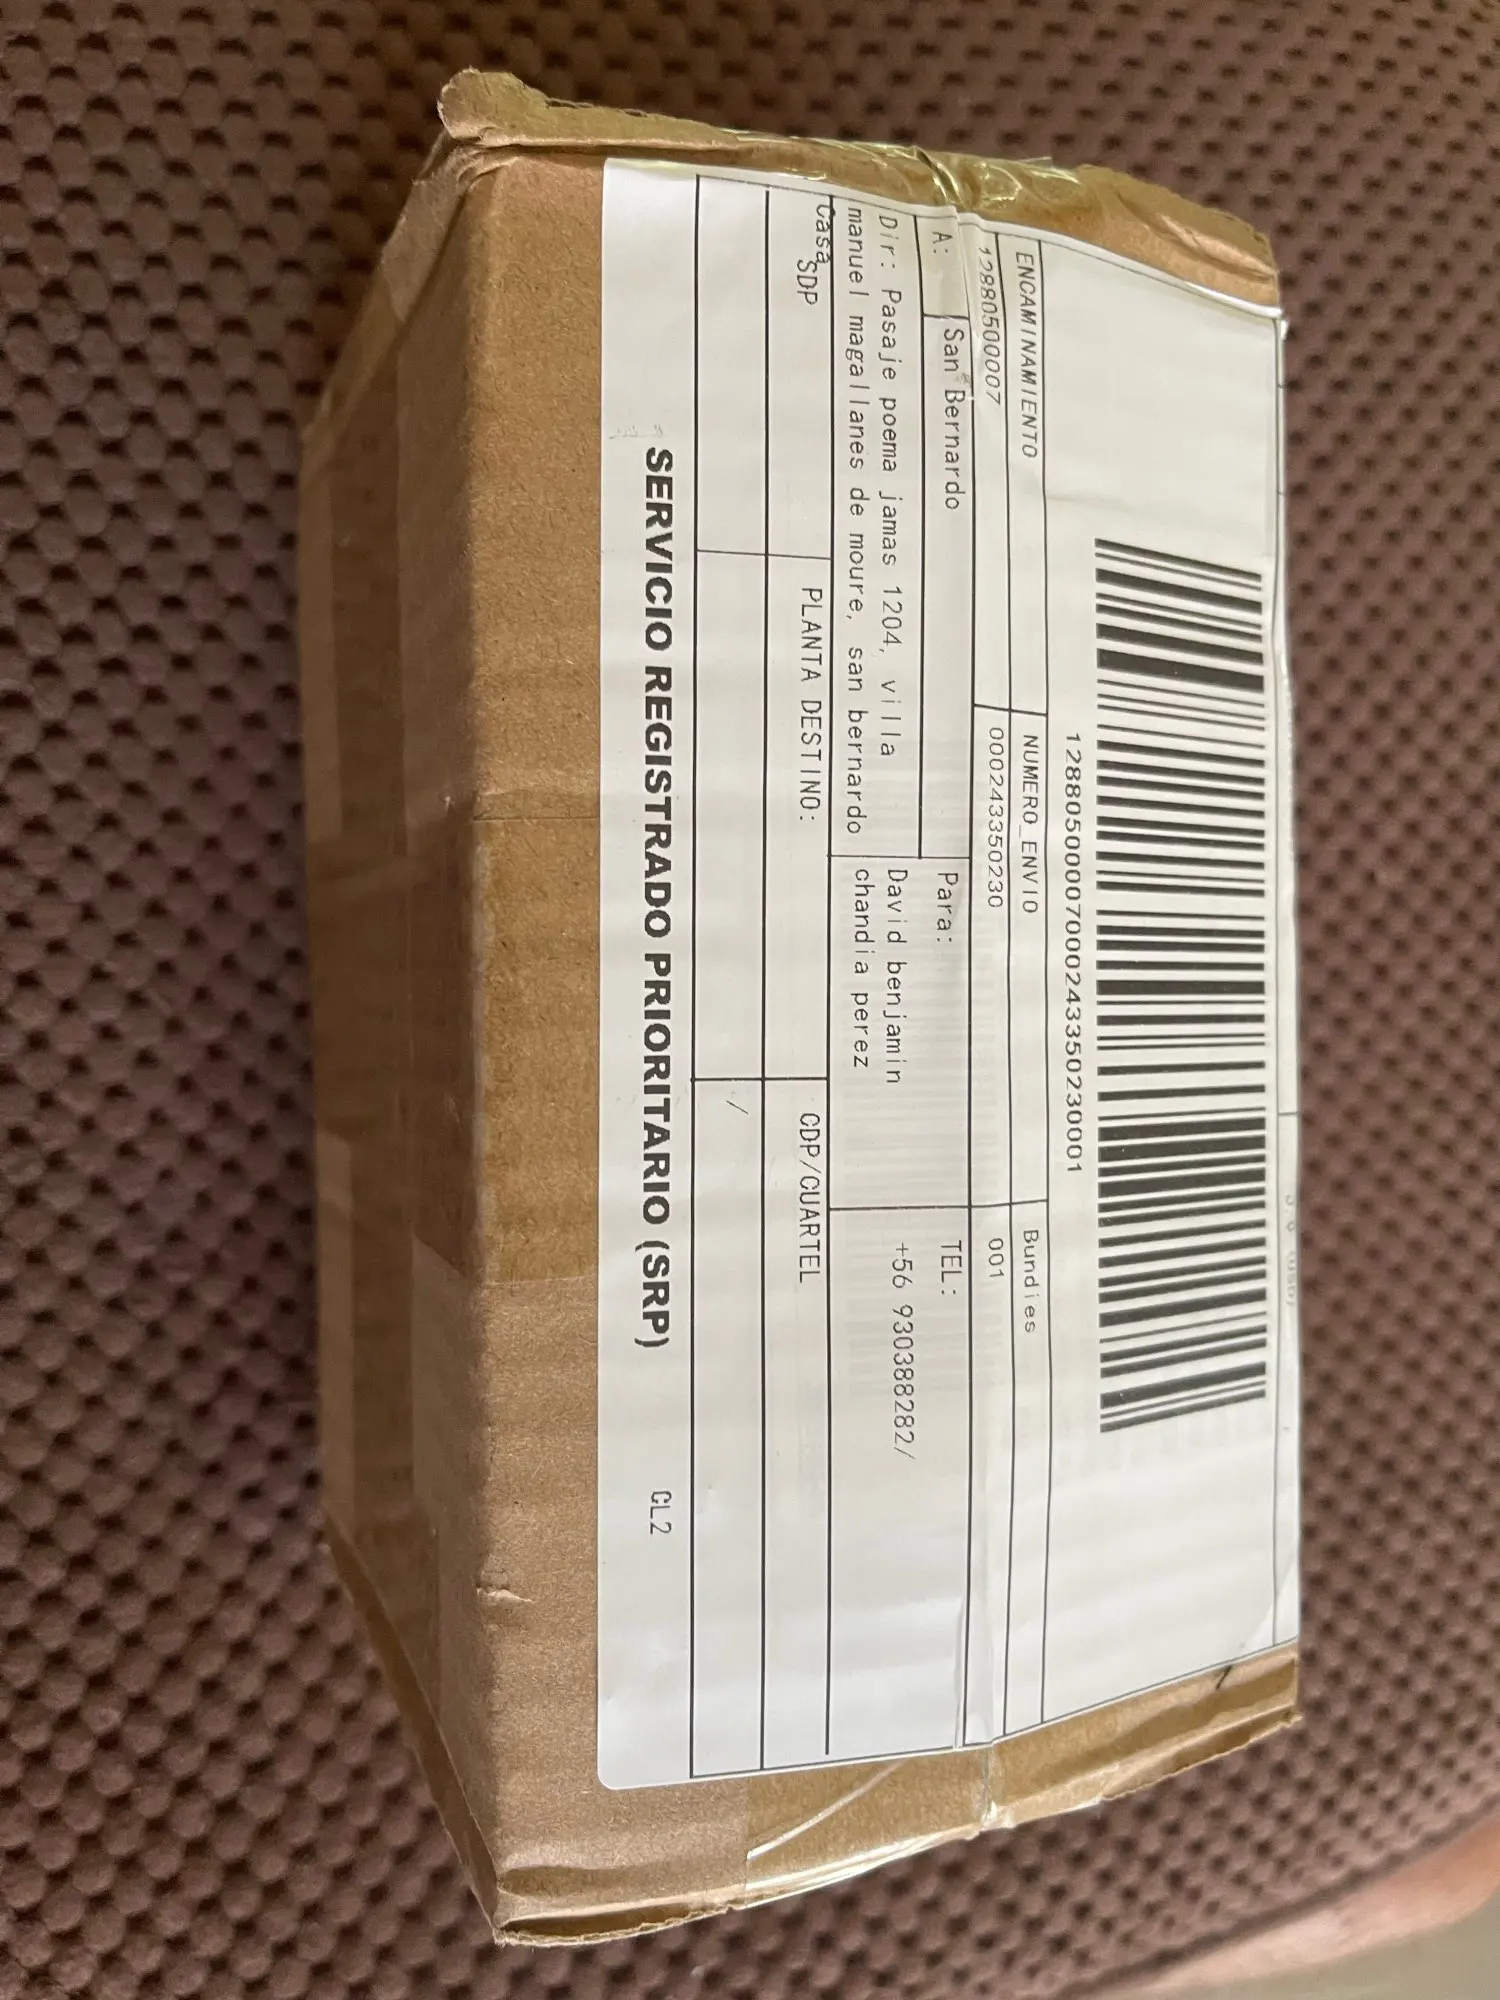 128805000070002433502300001
ENCAMINAMIENTO NUMERO_ENVIO Bundies
12880500007 000243350230 001
A: San Bernardo Para: TEL:
Dir: Pasaje poema jamas 1204, villa David benjamin +56 930388282/
manuel magallanes de moure, san bernardo chandia perez
Casa
SDP PLANTA DESTINO: CDP/CUARTEL
/
SERVICIO REGISTRADO PRIORITARIO (SRP) CL2